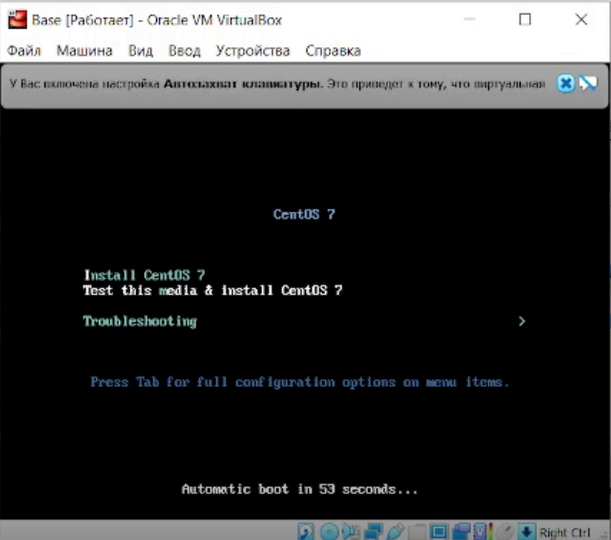 Base [Работает] - Oracle VM VirtualBox
Файл Машина Вид Ввод Устройства Справка
У Вас включена настройка Автозахват клавиатуры. Это приведет к тому, что виртуальная
CentOS 7
Install CentOS 7
Test this media & install CentOS 7
Troubleshooting >
Press Tab for full configuration options on menu items.
Automatic boot in 53 seconds...
Right Ctrl